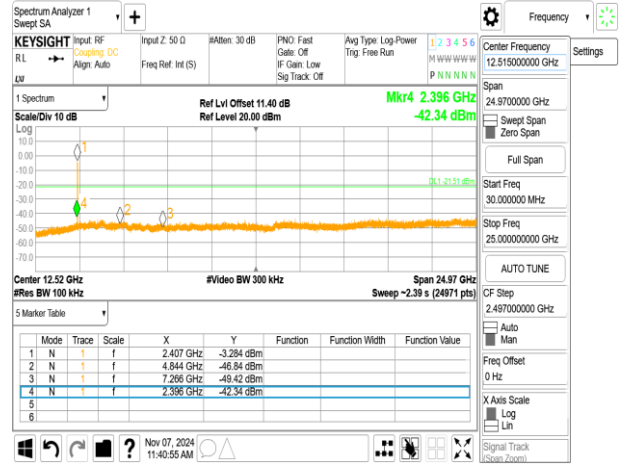 Spectrum Analyzer 1
Swept SA
KEYSIGHT
RL
Input: RF
Coupling: DC
Align: Auto
Input Z: 50 Ω
Freq Ref: Int (S)
#Atten: 30 dB
PNO: Fast
Gate: Off
IF Gain: Low
Sig Track: Off
Avg Type: Log-Power
Trig: Free Run
1 2 3 4 5 6
M W W W W W
P N N N N N
1 Spectrum
Scale/Div 10 dB
Ref Lvl Offset 11.40 dB
Ref Level 20.00 dBm
Mkr4 2.396 GHz
-42.34 dBm
Log
10.0
0.00
-10.0
-20.0
-30.0
-40.0
-50.0
-60.0
-70.0
1
2
3
4
DL1 -21.51 dBm
Center 12.52 GHz
#Res BW 100 kHz
#Video BW 300 kHz
Span 24.97 GHz
Sweep ~2.39 s (24971 pts)
5 Marker Table
Mode Trace Scale X Y Function Function Width Function Value
1 N 1 f 2.407 GHz -3.284 dBm
2 N 1 f 4.844 GHz -46.84 dBm
3 N 1 f 7.266 GHz -49.42 dBm
4 N 1 f 2.396 GHz -42.34 dBm
5
6
?
Nov 07, 2024
11:40:55 AM
Frequency
Settings
Center Frequency
12.515000000 GHz
Span
24.9700000 GHz
Swept Span
Zero Span
Full Span
Start Freq
30.000000 MHz
Stop Freq
25.000000000 GHz
AUTO TUNE
CF Step
2.497000000 GHz
Auto
Man
Freq Offset
0 Hz
X Axis Scale
Log
Lin
Signal Track
(Span Zoom)